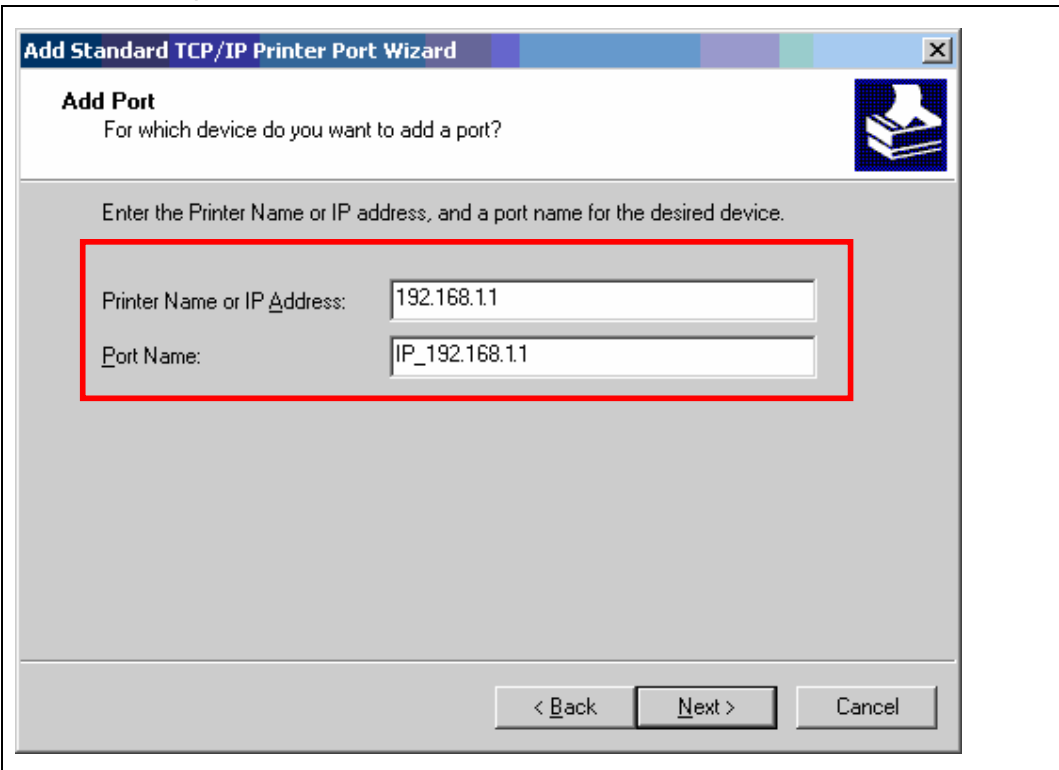 Add Standard TCP/IP Printer Port Wizard
Add Port
For which device do you want to add a port?
Enter the Printer Name or IP address, and a port name for the desired device.
Printer Name or IP Address: 192.168.1.1
Port Name: IP_192.168.1.1
< Back Next > Cancel